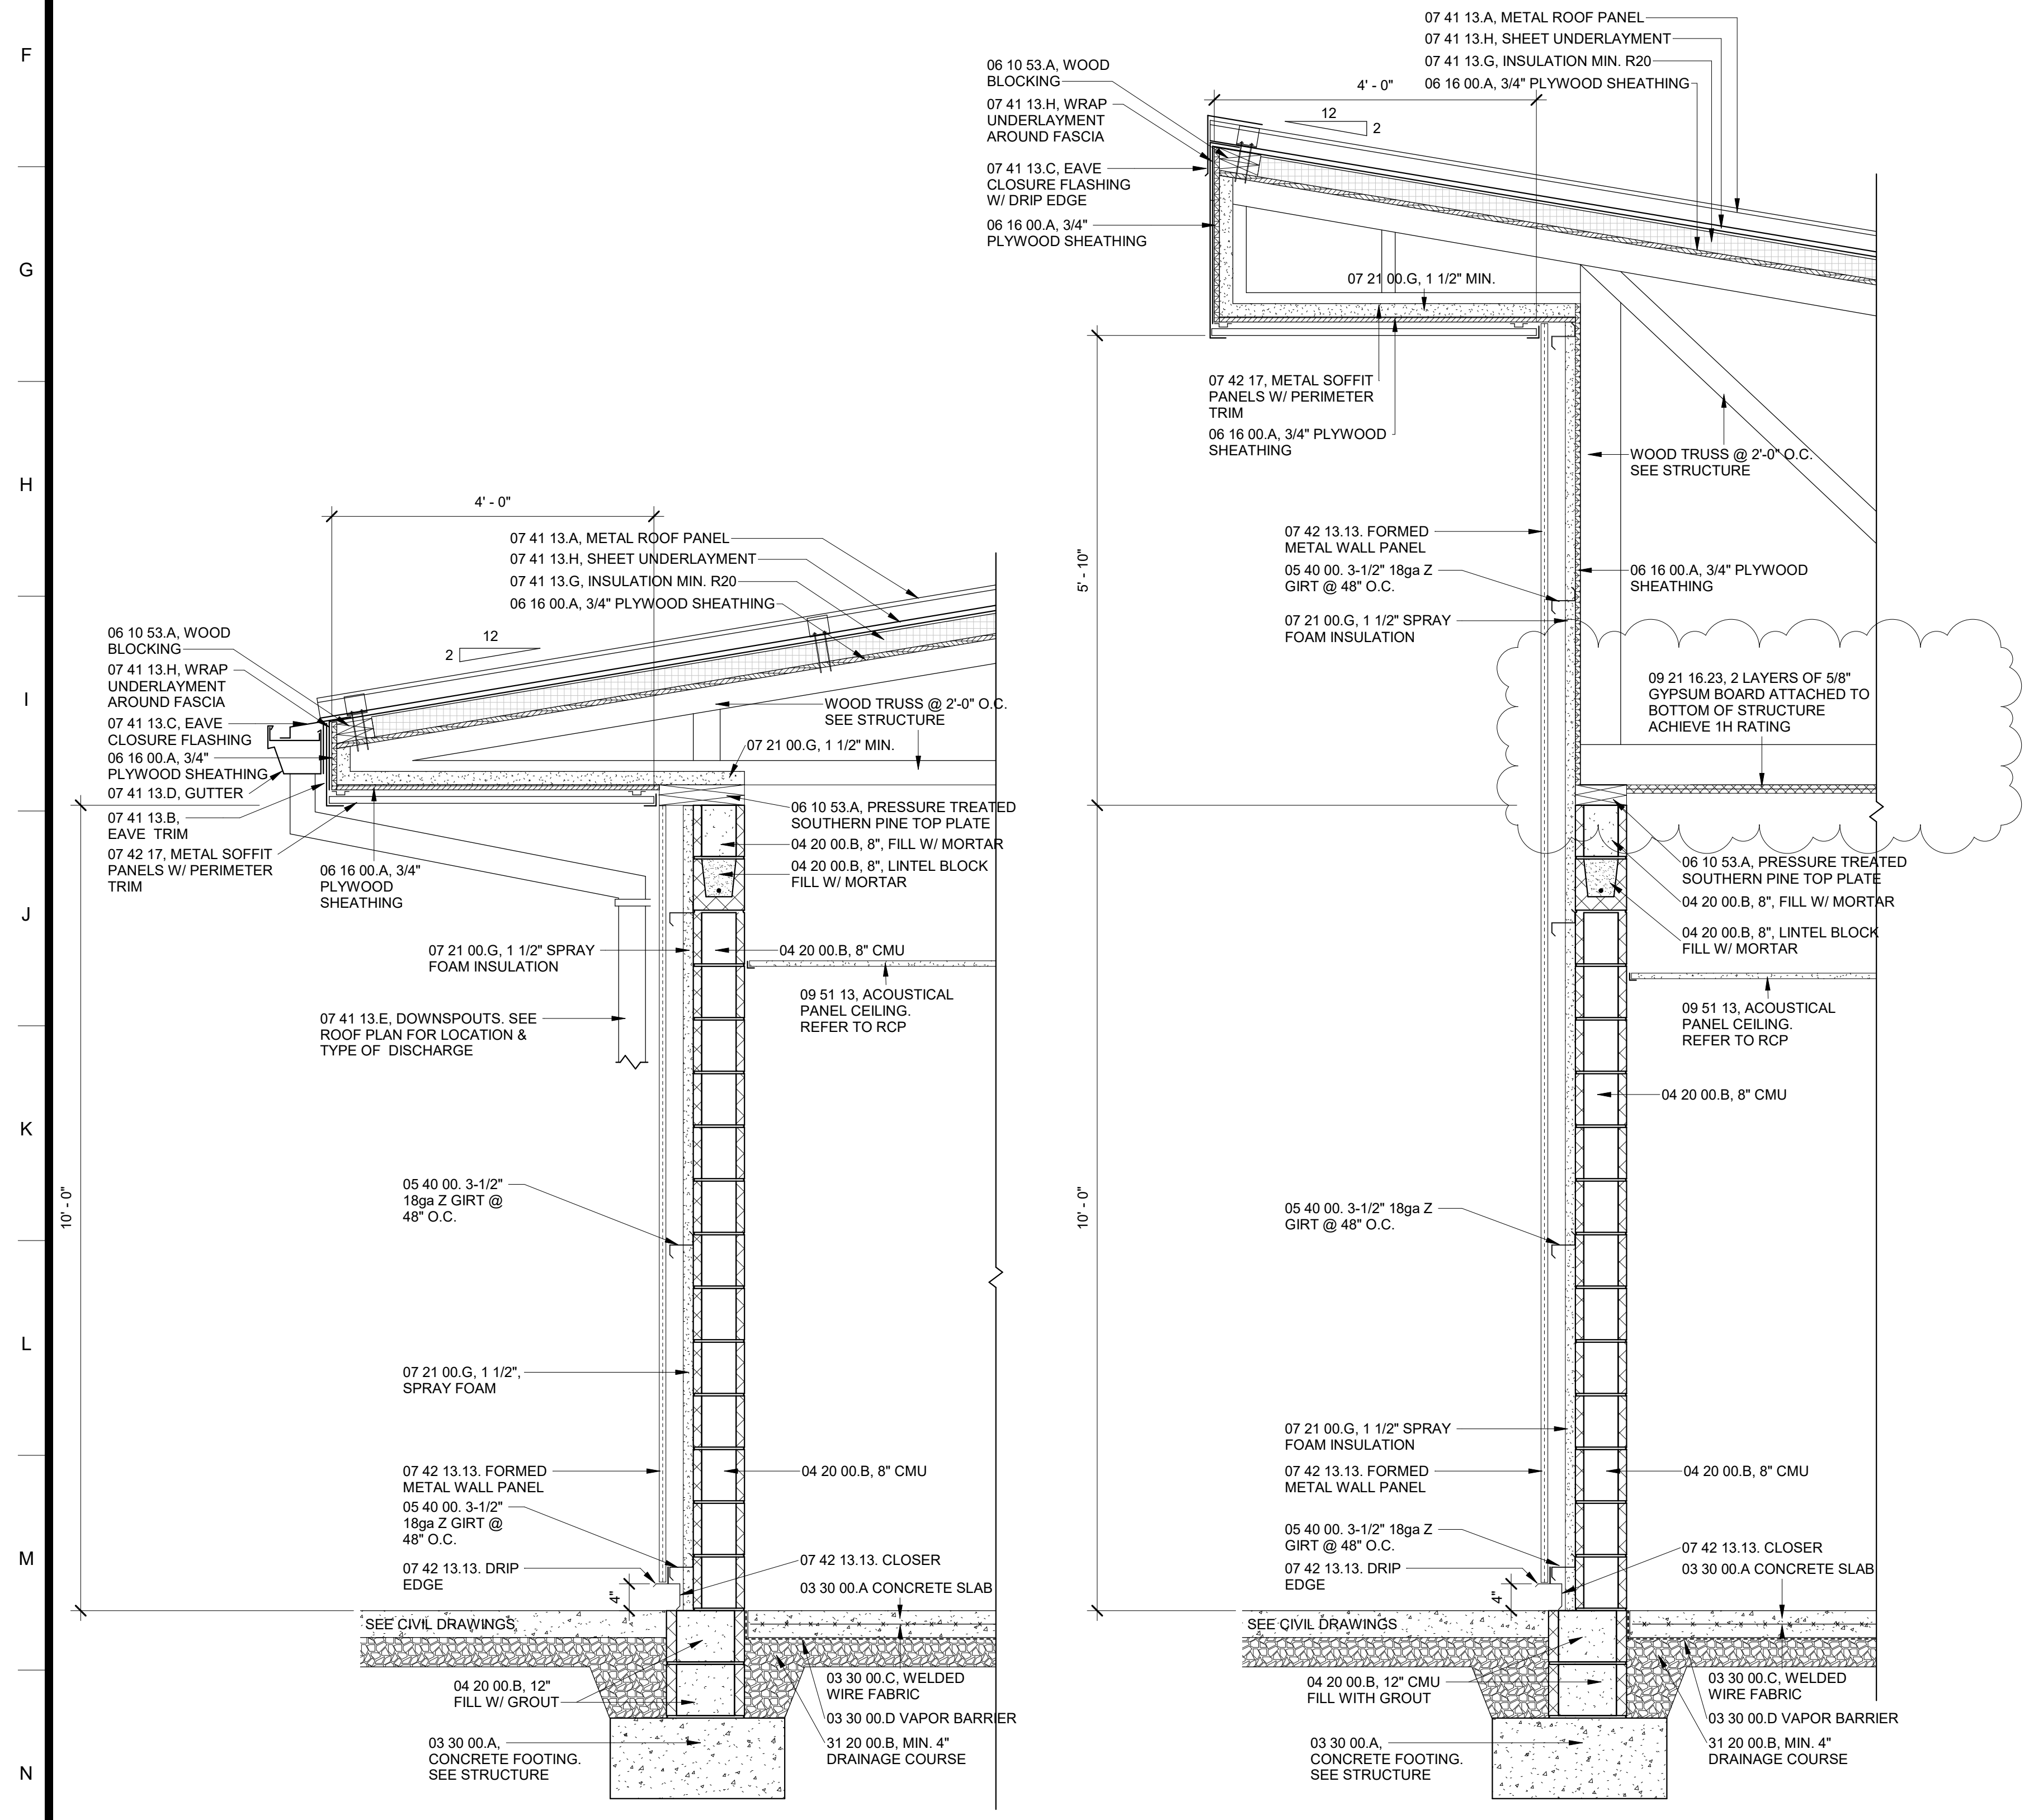 F
G
H
I
J
K
L
M
N
4' - 0"
07 41 13.A, METAL ROOF PANEL
07 41 13.H, SHEET UNDERLAYMENT
07 41 13.G, INSULATION MIN. R20
06 16 00.A, 3/4" PLYWOOD SHEATHING
12
2
06 10 53.A, WOOD
BLOCKING
07 41 13.H, WRAP
UNDERLAYMENT
AROUND FASCIA
07 41 13.C, EAVE
CLOSURE FLASHING
06 16 00.A, 3/4"
PLYWOOD SHEATHING
07 41 13.D, GUTTER
07 41 13.B,
EAVE TRIM
07 42 17, METAL SOFFIT
PANELS W/ PERIMETER
TRIM
06 16 00.A, 3/4"
PLYWOOD
SHEATHING
WOOD TRUSS @ 2'-0" O.C.
SEE STRUCTURE
07 21 00.G, 1 1/2" MIN.
06 10 53.A, PRESSURE TREATED
SOUTHERN PINE TOP PLATE
04 20 00.B, 8", FILL W/ MORTAR
04 20 00.B, 8", LINTEL BLOCK
FILL W/ MORTAR
07 21 00.G, 1 1/2" SPRAY
FOAM INSULATION
04 20 00.B, 8" CMU
09 51 13, ACOUSTICAL
PANEL CEILING.
REFER TO RCP
07 41 13.E, DOWNSPOUTS. SEE
ROOF PLAN FOR LOCATION &
TYPE OF DISCHARGE
10' - 0"
05 40 00. 3-1/2"
18ga Z GIRT @
48" O.C.
07 21 00.G, 1 1/2",
SPRAY FOAM
07 42 13.13. FORMED
METAL WALL PANEL
04 20 00.B, 8" CMU
05 40 00. 3-1/2"
18ga Z GIRT @
48" O.C.
07 42 13.13. DRIP
EDGE
4"
07 42 13.13. CLOSER
03 30 00.A CONCRETE SLAB
SEE CIVIL DRAWINGS
04 20 00.B, 12"
FILL W/ GROUT
03 30 00.C, WELDED
WIRE FABRIC
03 30 00.D VAPOR BARRIER
03 30 00.A,
CONCRETE FOOTING.
SEE STRUCTURE
31 20 00.B, MIN. 4"
DRAINAGE COURSE
07 41 13.A, METAL ROOF PANEL
07 41 13.H, SHEET UNDERLAYMENT
07 41 13.G, INSULATION MIN. R20
06 16 00.A, 3/4" PLYWOOD SHEATHING
4' - 0"
12
2
06 10 53.A, WOOD
BLOCKING
07 41 13.H, WRAP
UNDERLAYMENT
AROUND FASCIA
07 41 13.C, EAVE
CLOSURE FLASHING
W/ DRIP EDGE
06 16 00.A, 3/4"
PLYWOOD SHEATHING
07 21 00.G, 1 1/2" MIN.
07 42 17, METAL SOFFIT
PANELS W/ PERIMETER
TRIM
06 16 00.A, 3/4" PLYWOOD
SHEATHING
WOOD TRUSS @ 2'-0" O.C.
SEE STRUCTURE
07 42 13.13. FORMED
METAL WALL PANEL
05 40 00. 3-1/2" 18ga Z
GIRT @ 48" O.C.
06 16 00.A, 3/4" PLYWOOD
SHEATHING
07 21 00.G, 1 1/2" SPRAY
FOAM INSULATION
5' - 10"
09 21 16.23, 2 LAYERS OF 5/8"
GYPSUM BOARD ATTACHED TO
BOTTOM OF STRUCTURE
ACHIEVE 1H RATING
06 10 53.A, PRESSURE TREATED
SOUTHERN PINE TOP PLATE
04 20 00.B, 8", FILL W/ MORTAR
04 20 00.B, 8", LINTEL BLOCK
FILL W/ MORTAR
09 51 13, ACOUSTICAL
PANEL CEILING.
REFER TO RCP
04 20 00.B, 8" CMU
10' - 0"
05 40 00. 3-1/2" 18ga Z
GIRT @ 48" O.C.
07 21 00.G, 1 1/2" SPRAY
FOAM INSULATION
07 42 13.13. FORMED
METAL WALL PANEL
04 20 00.B, 8" CMU
05 40 00. 3-1/2" 18ga Z
GIRT @ 48" O.C.
07 42 13.13. DRIP
EDGE
4"
07 42 13.13. CLOSER
03 30 00.A CONCRETE SLAB
SEE CIVIL DRAWINGS
04 20 00.B, 12" CMU
FILL WITH GROUT
03 30 00.C, WELDED
WIRE FABRIC
03 30 00.D VAPOR BARRIER
03 30 00.A,
CONCRETE FOOTING.
SEE STRUCTURE
31 20 00.B, MIN. 4"
DRAINAGE COURSE